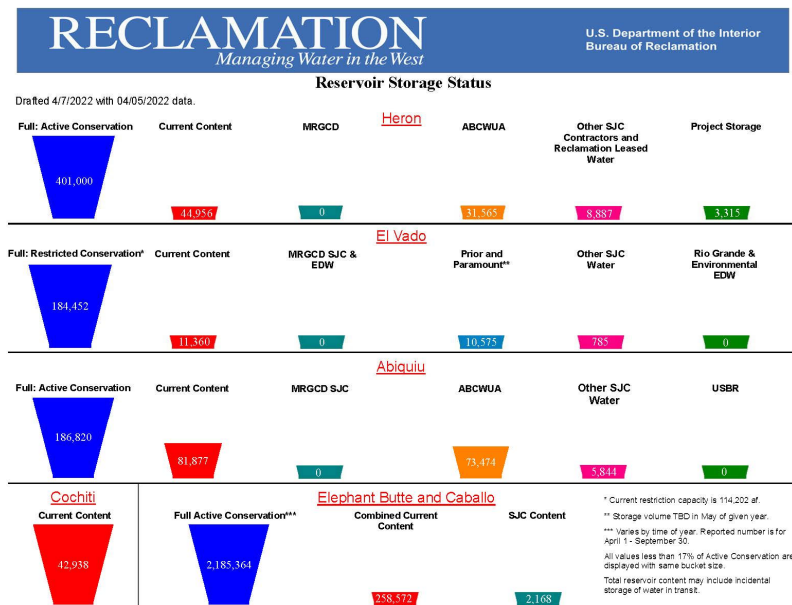 RECLAMATION
Managing Water in the West
U.S. Department of the Interior
Bureau of Reclamation
Reservoir Storage Status
Drafted 4/7/2022 with 04/05/2022 data.
Heron
Full: Active Conservation
Current Content
MRGCD
ABCWUA
Other SJC
Contractors and
Reclamation Leased
Water
Project Storage
401,000
44,956
0
31,565
8,887
3,315
El Vado
Full: Restricted Conservation*
Current Content
MRGCD SJC &
EDW
Prior and
Paramount**
Other SJC
Water
Rio Grande &
Environmental
EDW
184,452
11,360
0
10,575
785
0
Abiquiu
Full: Active Conservation
Current Content
MRGCD SJC
ABCWUA
Other SJC
Water
USBR
186,820
81,877
0
73,474
5,844
0
Cochiti
Current Content
42,938
Elephant Butte and Caballo
Full Active Conservation***
Combined Current
Content
SJC Content
2,185,364
258,572
2,168
* Current restriction capacity is 114,202 af.
** Storage volume TBD in May of given year.
*** Varies by time of year. Reported number is for
April 1 - September 30.
All values less than 17% of Active Conservation are
displayed with same bucket size.
Total reservoir content may include incidental
storage of water in transit.